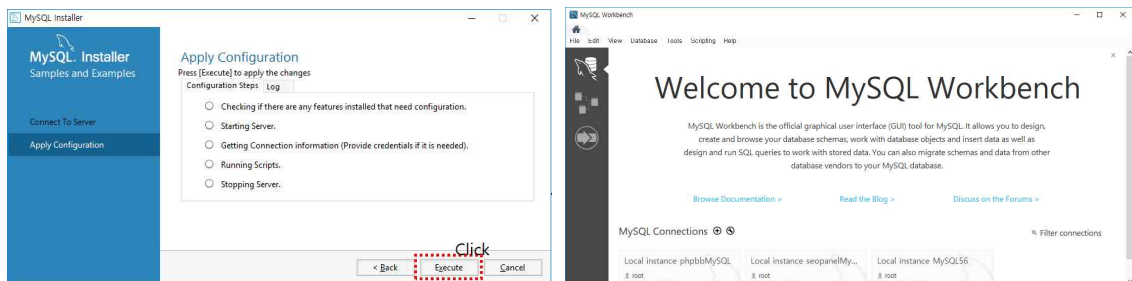 MySQL Installer
MySQL. Installer
Samples and Examples
Connect To Server
Apply Configuration
Apply Configuration
Press [Execute] to apply the changes
Configuration Steps Log
Checking if there are any features installed that need configuration.
Starting Server.
Getting Connection information (Provide credentials if it is needed).
Running Scripts.
Stopping Server.
Click
< Back Execute Cancel
MySQL Workbench
File Edit View Database Tools Scripting Help
Welcome to MySQL Workbench
MySQL Workbench is the official graphical user interface (GUI) tool for MySQL. It allows you to design,
create and browse your database schemas, work with database objects and insert data as well as
design and run SQL queries to work with stored data. You can also migrate schemas and data from other
database vendors to your MySQL database.
Browse Documentation > Read the Blog > Discuss on the Forums >
MySQL Connections Filter connections
Local instance phpbbMySQL Local instance seopanelMy... Local instance MySQL56
root root root